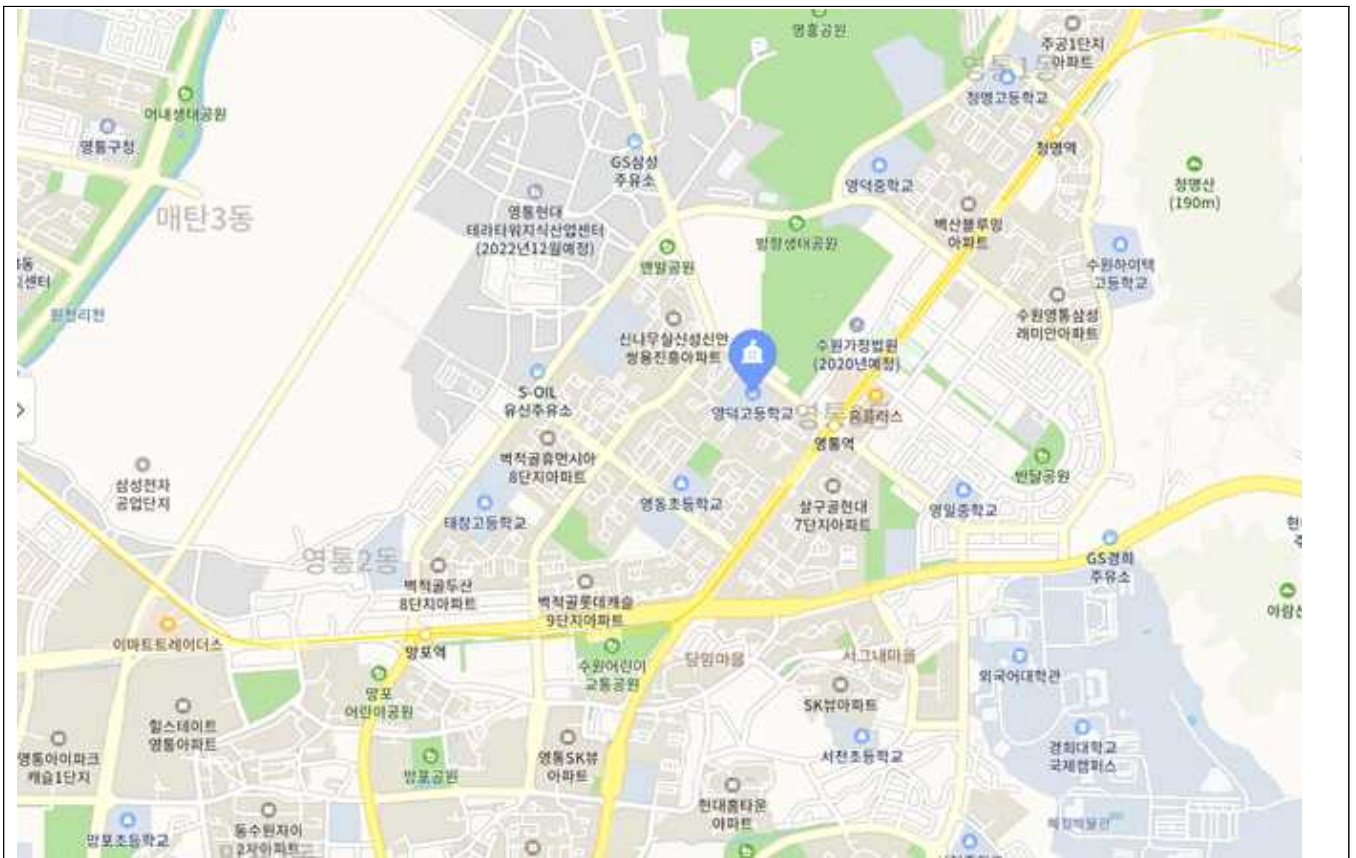 영흥공원
주공1단지
아파트
영통1동
청명고등학교
어내생태공원
영통구청
GS삼성
주유소
청명역
영덕중학교
청명산
(190m)
매탄3동
영통현대
테라타워지식산업센터
(2022년12월예정)
백산블루밍
아파트
벙향생태공원
앤말공원
수원하이텍
고등학교
원천리천
수원영통삼성
래미안아파트
신나무실신성신안
쌍용진흥아파트
수원가정법원
(2020년예정)
S-OIL
유신주유소
영덕고등학교
홈플러스
영통역
벽적골휴먼시아
8단지아파트
반달공원
삼성전자
공업단지
영동초등학교
살구골현대
7단지아파트
영일중학교
태장고등학교
영통2동
GS경희
주유소
벽적골두산
8단지아파트
벽적골롯데캐슬
9단지아파트
이마트트레이더스
망포역
수원어린이
교통공원
당밑마을
서그내마을
외국어대학관
망포
어린이공원
SK뷰아파트
힐스테이트
영통아파트
영통아이파크
캐슬1단지
망포공원
영통SK뷰
아파트
서천초등학교
경희대학교
국제캠퍼스
현대홈타운
아파트
혜정박물관
망포초등학교
동수원자이
2차아파트